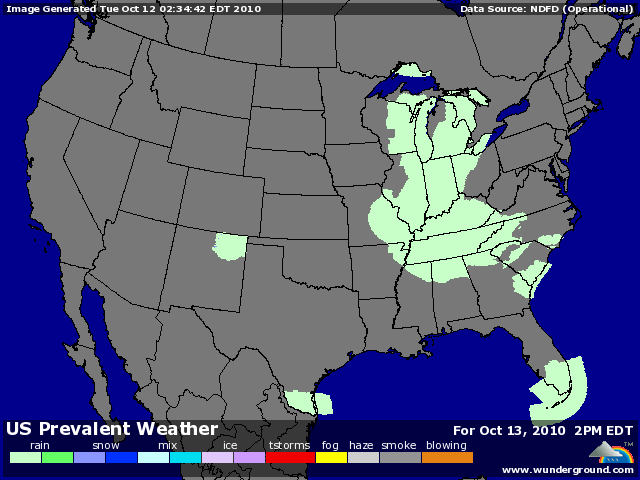 Image Generated Tue Oct 12 02:34:42 EDT 2010 Data Source: NDFD (Operational)
US Prevalent Weather For Oct 13, 2010 2PM EDT
rain snow mix ice tstorms fog haze smoke blowing
www.wunderground.com